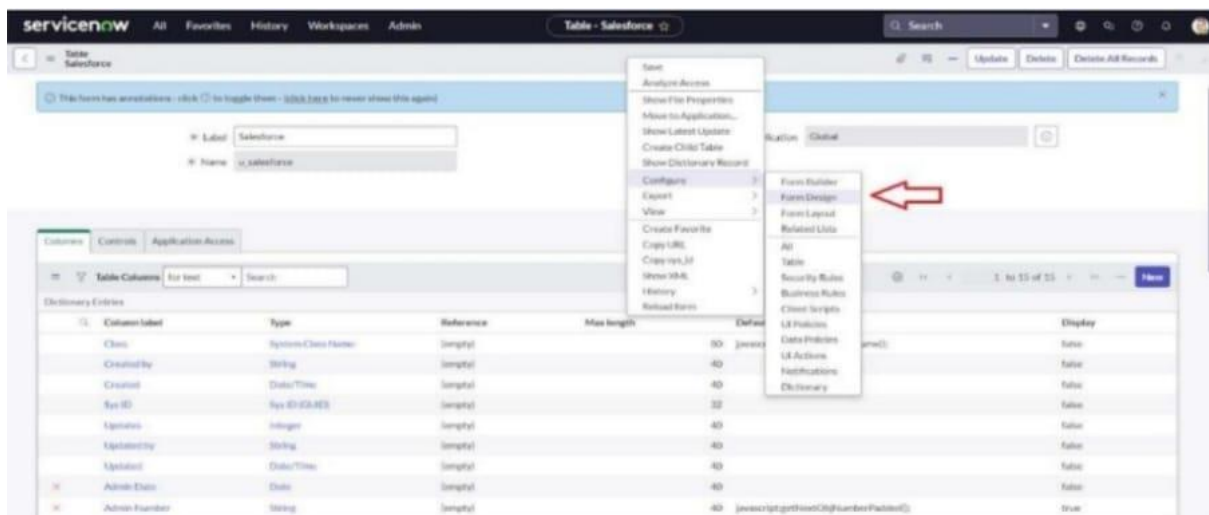 servicenow All Favorites History Workspaces Admin Table - Salesforce Search
Table
Salesforce
Update Delete Delete All Records
This form has annotations - click to toggle them - (click here to never show this again)
Label Salesforce
Name u_salesforce
Global
Save
Analyze Access
Show File Properties
Move to Application...
Show Latest Update
Create Child Table
Show Dictionary Record
Configure
Export
View
Create Favorite
Copy URL
Copy sys_id
Show XML
History
Reload form
Form Builder
Form Design
Form Layout
Related Lists
All
Table
Security Rules
Business Rules
Client Scripts
UI Policies
Data Policies
UI Actions
Notifications
Dictionary
Columns Controls Application Access
Table Columns for text Search 1 to 15 of 15 New
Dictionary Entries
Column label Type Reference Max length Display
Class System Class Name (empty) 80 false
Created by String (empty) 40 false
Created Date/Time (empty) 40 false
Sys ID Sys ID (GUID) (empty) 32 false
Updates Integer (empty) 40 false
Updated by String (empty) 40 false
Updated Date/Time (empty) 40 false
Admin Date Date (empty) 40 false
Admin Number String (empty) 40 javascript:getNextObjNumberPadded(); true